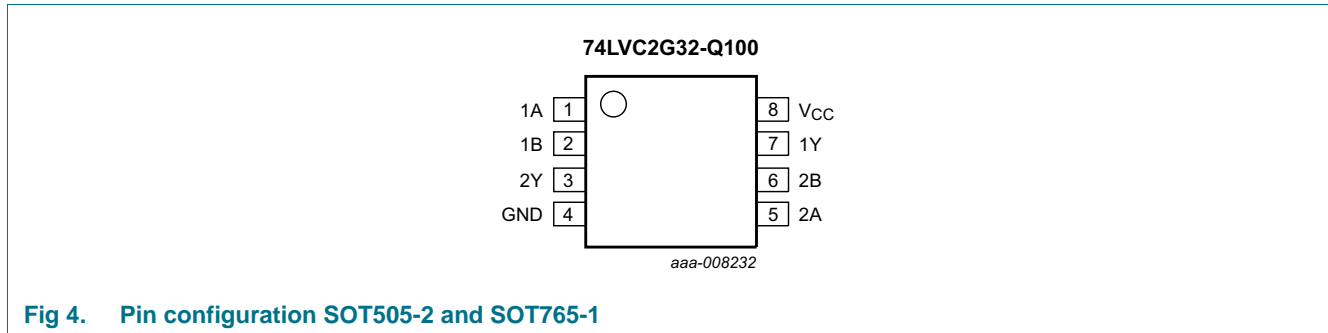 74LVC2G32-Q100
1A 1 8 VCC
1B 2 7 1Y
2Y 3 6 2B
GND 4 5 2A
aaa-008232
Fig 4. Pin configuration SOT505-2 and SOT765-1